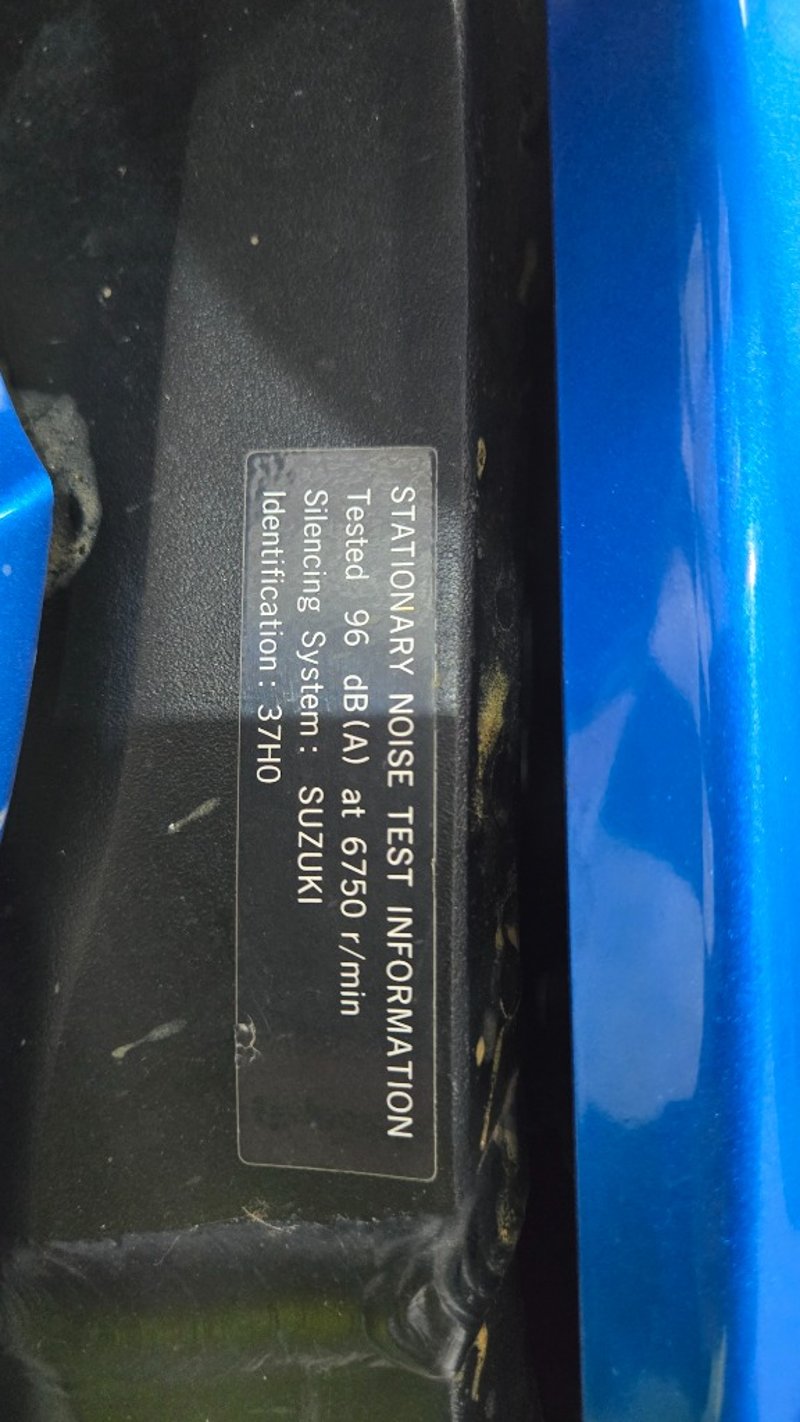 STATIONARY NOISE TEST INFORMATION
Tested 96 dB(A) at 6750 r/min
Silencing System: SUZUKI
Identification: 37H0